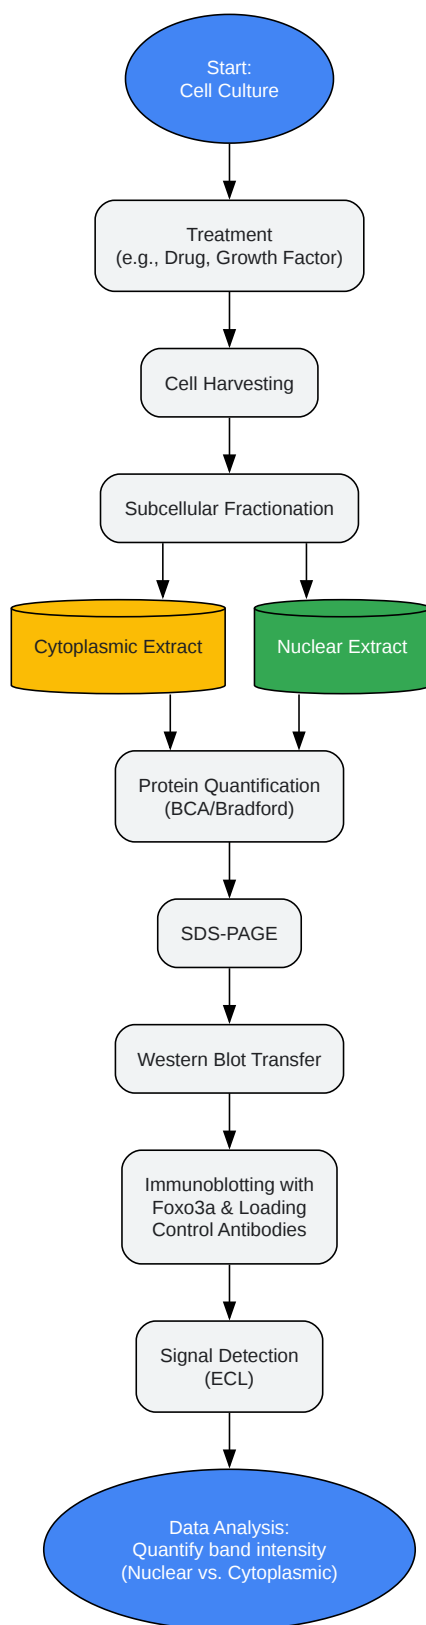 Start:
Cell Culture
Treatment
(e.g., Drug, Growth Factor)
Cell Harvesting
Subcellular Fractionation
Cytoplasmic Extract
Nuclear Extract
Protein Quantification
(BCA/Bradford)
SDS-PAGE
Western Blot Transfer
Immunoblotting with
Foxo3a & Loading
Control Antibodies
Signal Detection
(ECL)
Data Analysis:
Quantify band intensity
(Nuclear vs. Cytoplasmic)